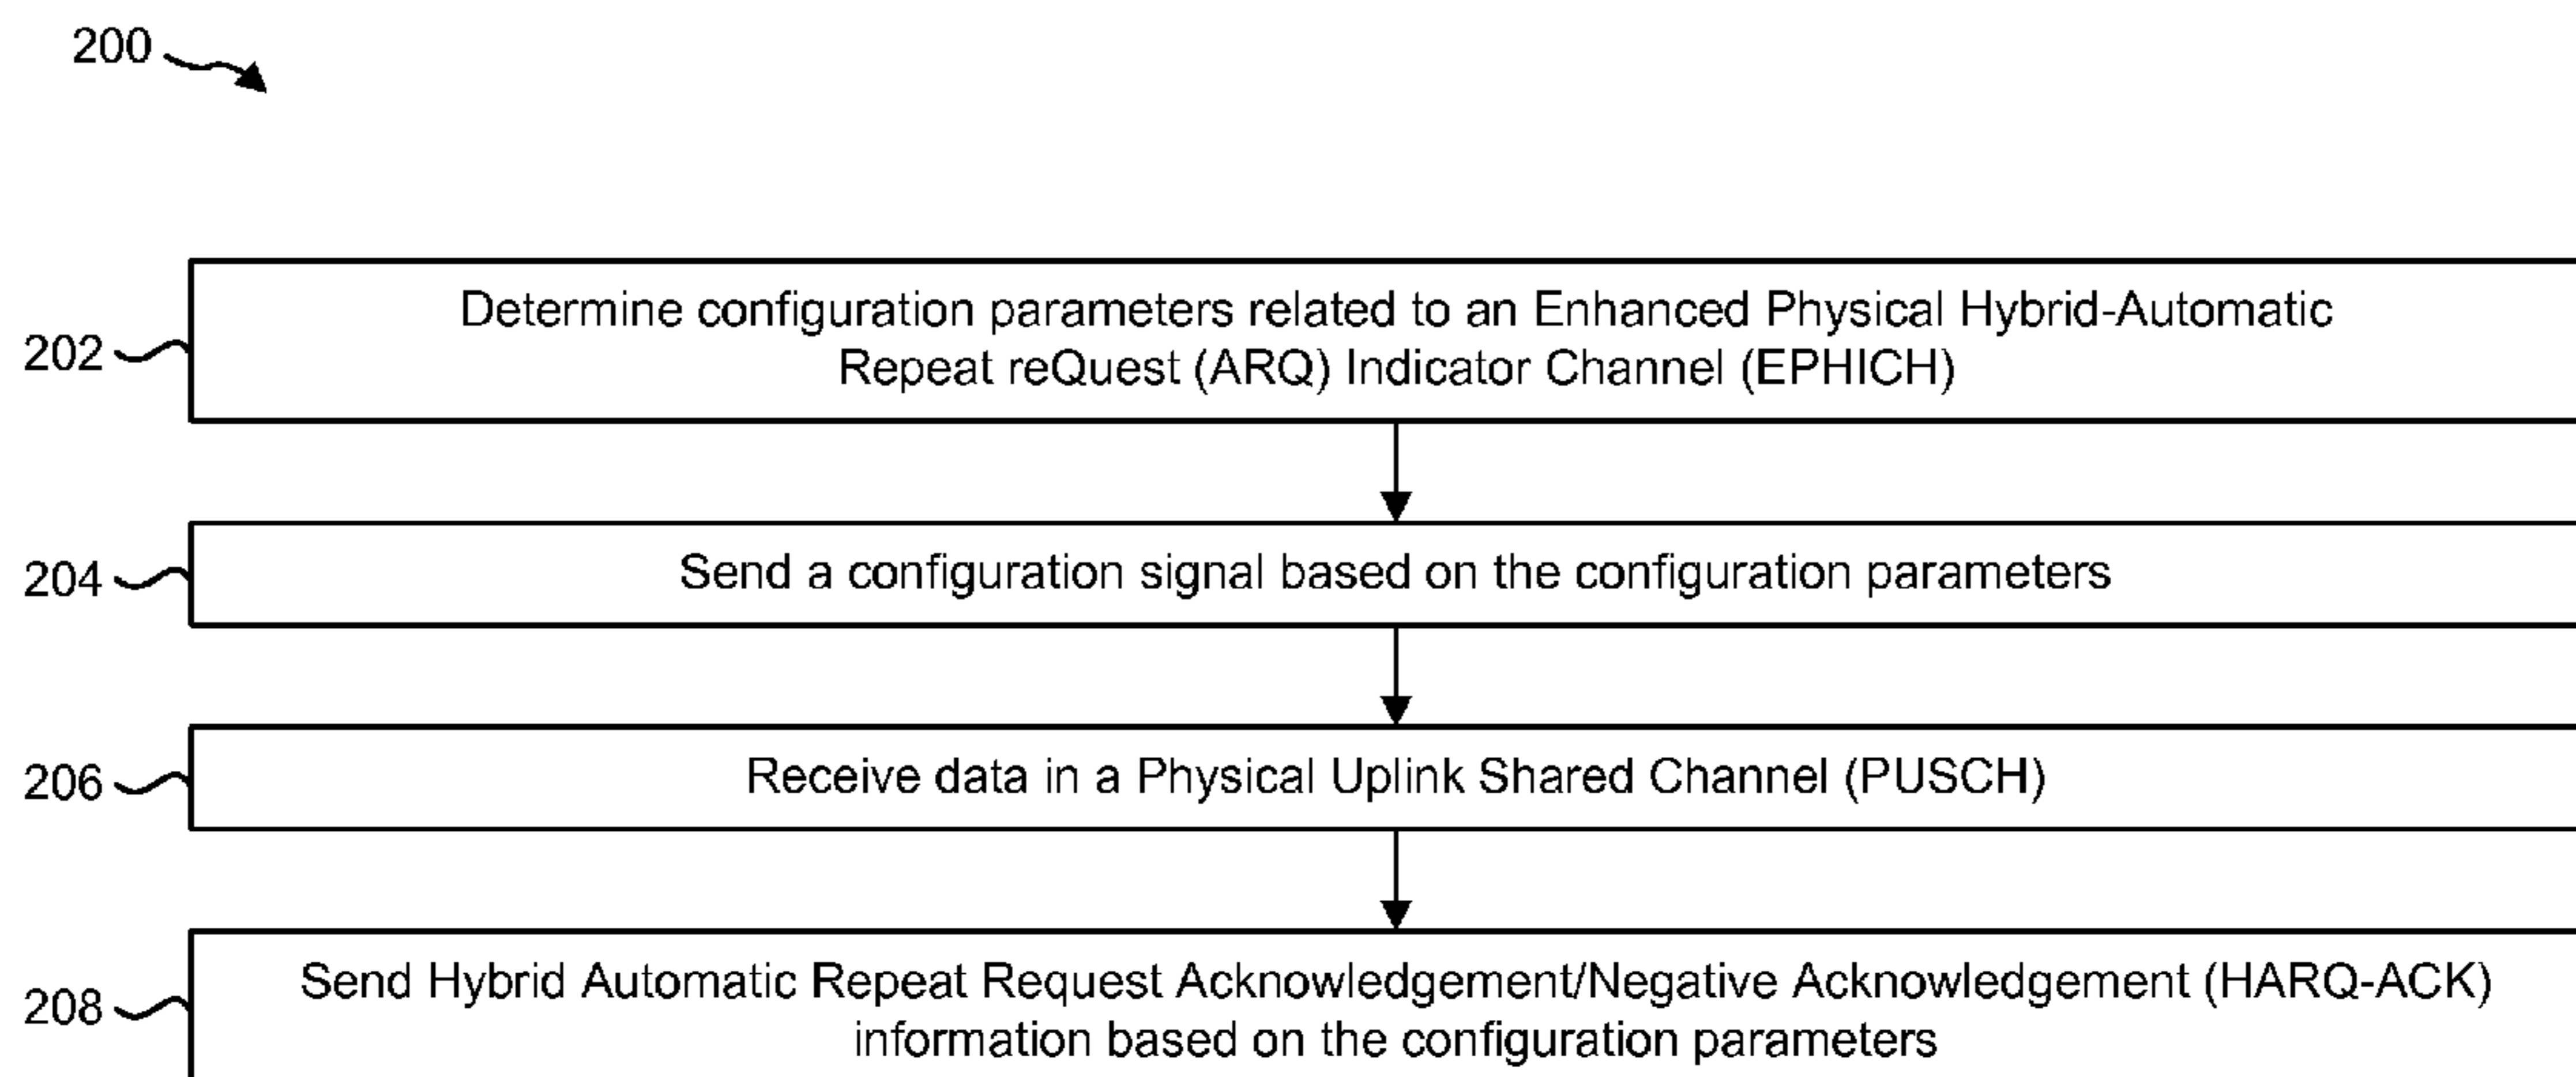 200
202
Determine configuration parameters related to an Enhanced Physical Hybrid-Automatic
Repeat reQuest (ARQ) Indicator Channel (EPHICH)
204
Send a configuration signal based on the configuration parameters
206
Receive data in a Physical Uplink Shared Channel (PUSCH)
208
Send Hybrid Automatic Repeat Request Acknowledgement/Negative Acknowledgement (HARQ-ACK)
information based on the configuration parameters